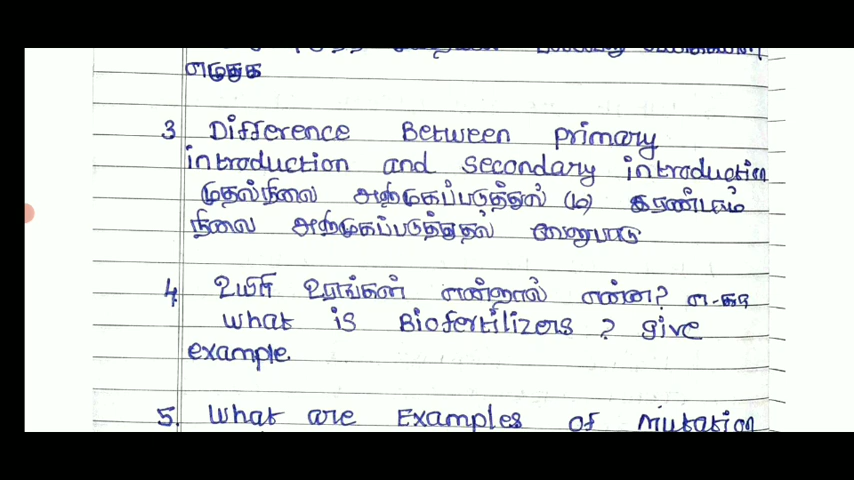 எழுதுக
3 Difference Between primary
introduction and secondary introduction
முதல்நிலை அறிமுகப்படுத்தல் (ம) இரண்டாம்
நிலை அறிமுகப்படுத்துதல் வேறுபாடு
4. உயிரி உரங்கள் என்றால் என்ன? எ-கா
What is Biofertilizers? give
example
5. What are Examples of mutation